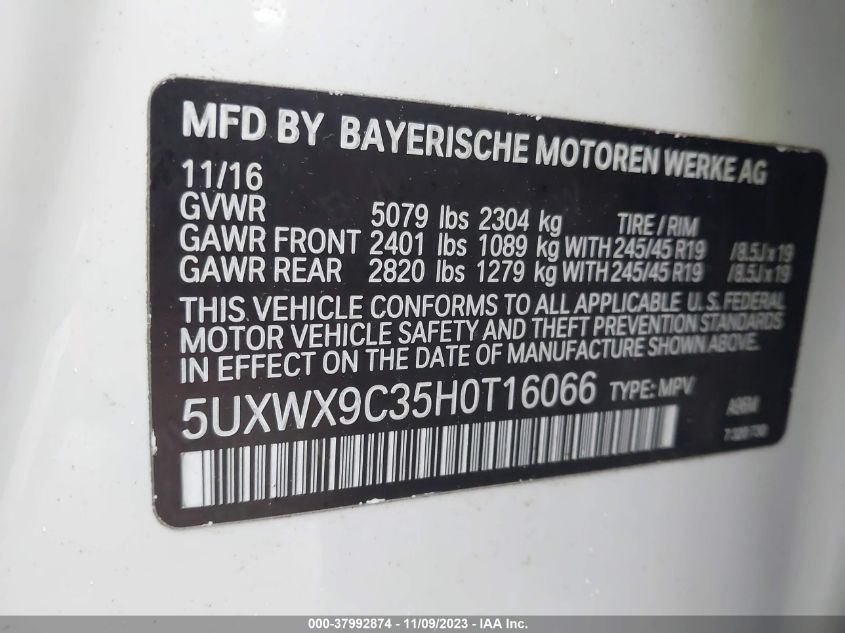 MFD BY BAYERISCHE MOTOREN WERKE AG
11/16
GVWR 5079 lbs 2304 kg TIRE / RIM
GAWR FRONT 2401 lbs 1089 kg WITH 245/45 R19 /8.5J x 19
GAWR REAR 2820 lbs 1279 kg WITH 245/45 R19 /8.5J x 19
THIS VEHICLE CONFORMS TO ALL APPLICABLE U.S. FEDERAL
MOTOR VEHICLE SAFETY AND THEFT PREVENTION STANDARDS
IN EFFECT ON THE DATE OF MANUFACTURE SHOWN ABOVE.
5UXWX9C35H0T16066 TYPE: MPV
000-37992874 - 11/09/2023 - IAA Inc.